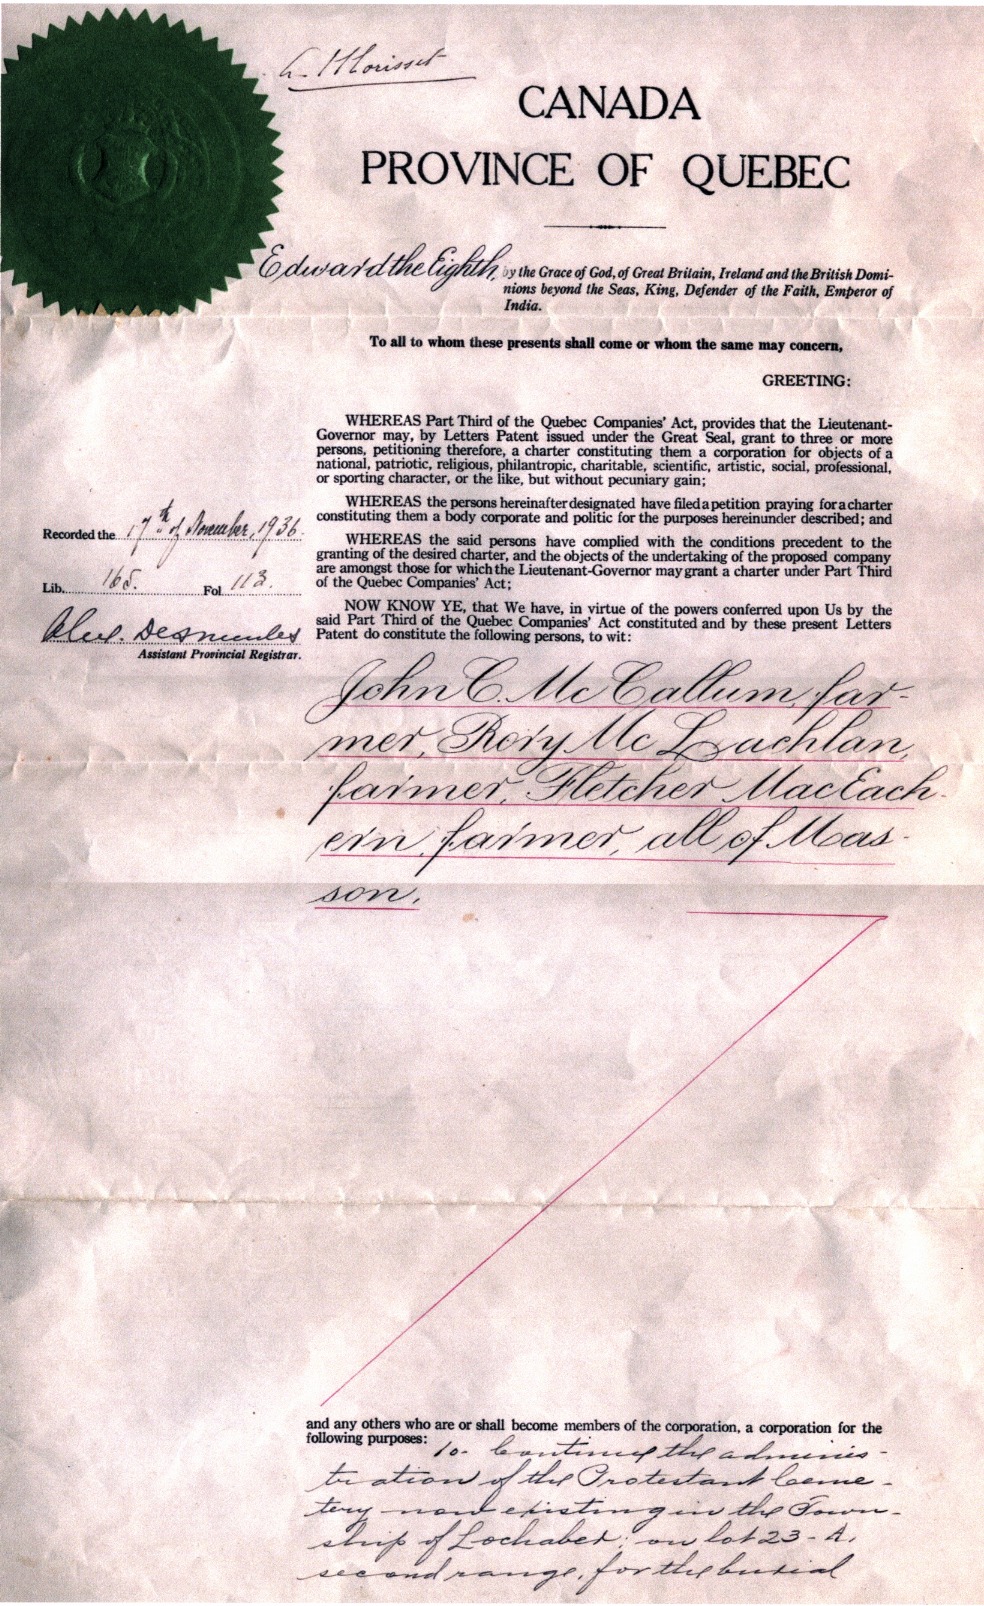 A. Morisset
CANADA
PROVINCE OF QUEBEC
Edward the Eighth, by the Grace of God, of Great Britain, Ireland and the British Domi-
nions beyond the Seas, King, Defender of the Faith, Emperor of
India.
To all to whom these presents shall come or whom the same may concern,
GREETING:
WHEREAS Part Third of the Quebec Companies' Act, provides that the Lieutenant-
Governor may, by Letters Patent issued under the Great Seal, grant to three or more
persons, petitioning therefore, a charter constituting them a corporation for objects of a
national, patriotic, religious, philantropic, charitable, scientific, artistic, social, professional,
or sporting character, or the like, but without pecuniary gain;
WHEREAS the persons hereinafter designated have filed a petition praying for a charter
constituting them a body corporate and politic for the purposes hereinunder described; and
WHEREAS the said persons have complied with the conditions precedent to the
granting of the desired charter, and the objects of the undertaking of the proposed company
are amongst those for which the Lieutenant-Governor may grant a charter under Part Third
of the Quebec Companies' Act;
NOW KNOW YE, that We have, in virtue of the powers conferred upon Us by the
said Part Third of the Quebec Companies' Act constituted and by these present Letters
Patent do constitute the following persons, to wit:
Recorded the 17th of November, 1936.
Lib. 165. Fol 113.
Desmeules
Assistant Provincial Registrar.
John C. Mc Callum, far-
mer, Rory Mc Lachlan,
farmer, Fletcher MacEach-
ern, farmer, all of Mas-
son.
and any others who are or shall become members of the corporation, a corporation for the
following purposes:
1o- Continue the adminis-
tration of the Protestant Ceme-
tery now existing in the Town-
ship of Lochaber, on lot 23-A,
second range, for the burial